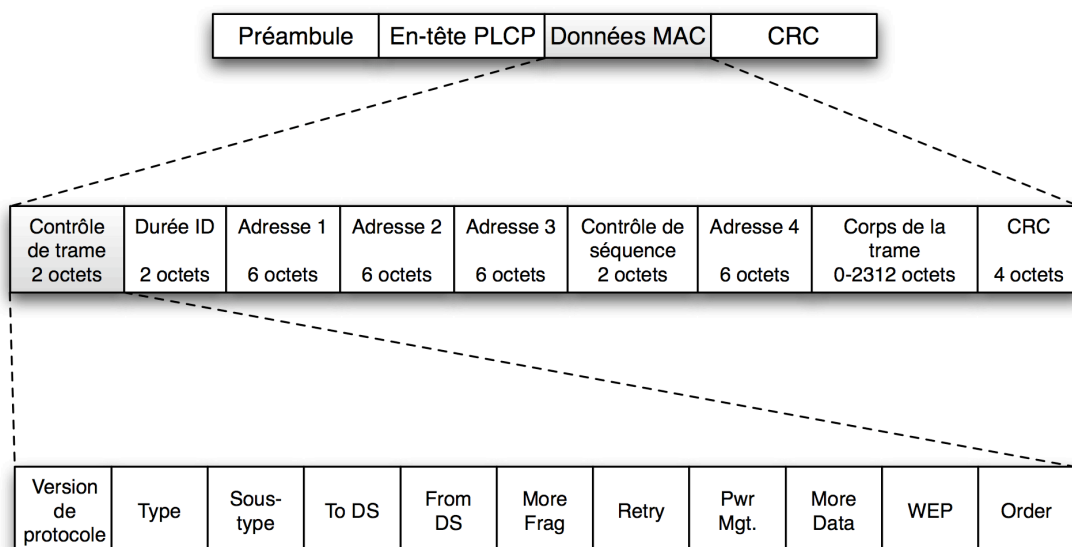 Préambule
En-tête PLCP
Données MAC
CRC
Contrôle
de trame
2 octets
Durée ID
2 octets
Adresse 1
6 octets
Adresse 2
6 octets
Adresse 3
6 octets
Contrôle de
séquence
2 octets
Adresse 4
6 octets
Corps de la
trame
0-2312 octets
CRC
4 octets
Version
de
protocole
Type
Sous-
type
To DS
From
DS
More
Frag
Retry
Pwr
Mgt.
More
Data
WEP
Order